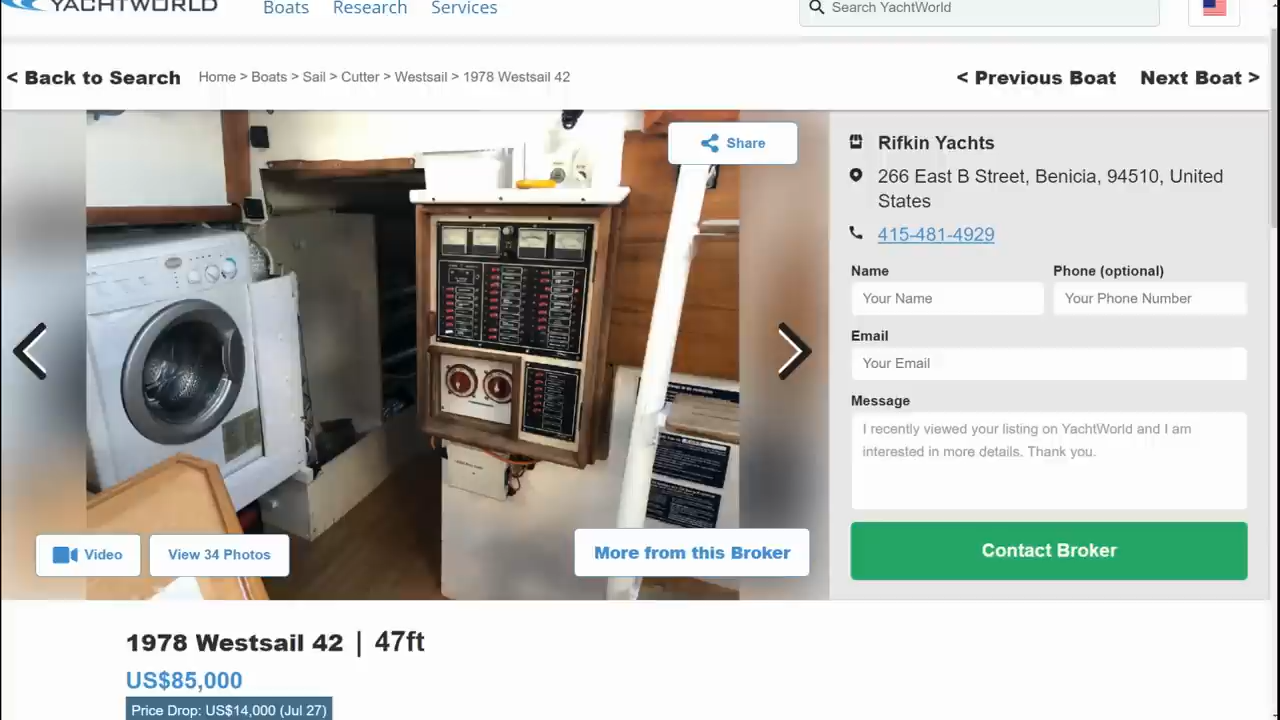 YACHTWORLD
Boats Research Services
Search YachtWorld
< Back to Search
Home > Boats > Sail > Cutter > Westsail > 1978 Westsail 42
< Previous Boat Next Boat >
Share
Video
View 34 Photos
More from this Broker
Rifkin Yachts
266 East B Street, Benicia, 94510, United
States
415-481-4929
Name Phone (optional)
Your Name Your Phone Number
Email
Your Email
Message
I recently viewed your listing on YachtWorld and I am
interested in more details. Thank you.
Contact Broker
1978 Westsail 42 | 47ft
US$85,000
Price Drop: US$14,000 (Jul 27)